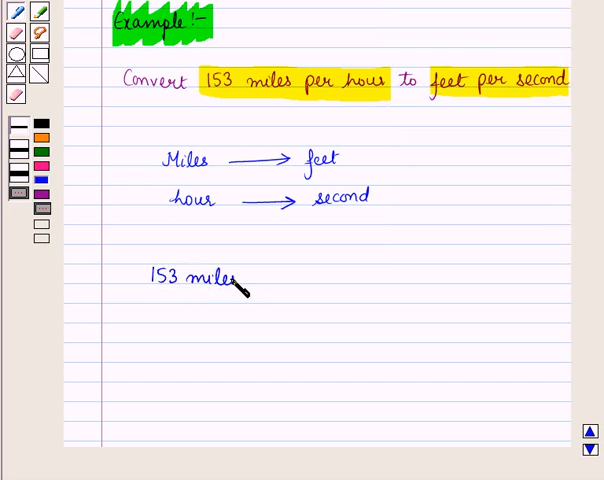 Example :-
Convert 153 miles per hour to feet per second
Miles → feet
hour → second
153 miles